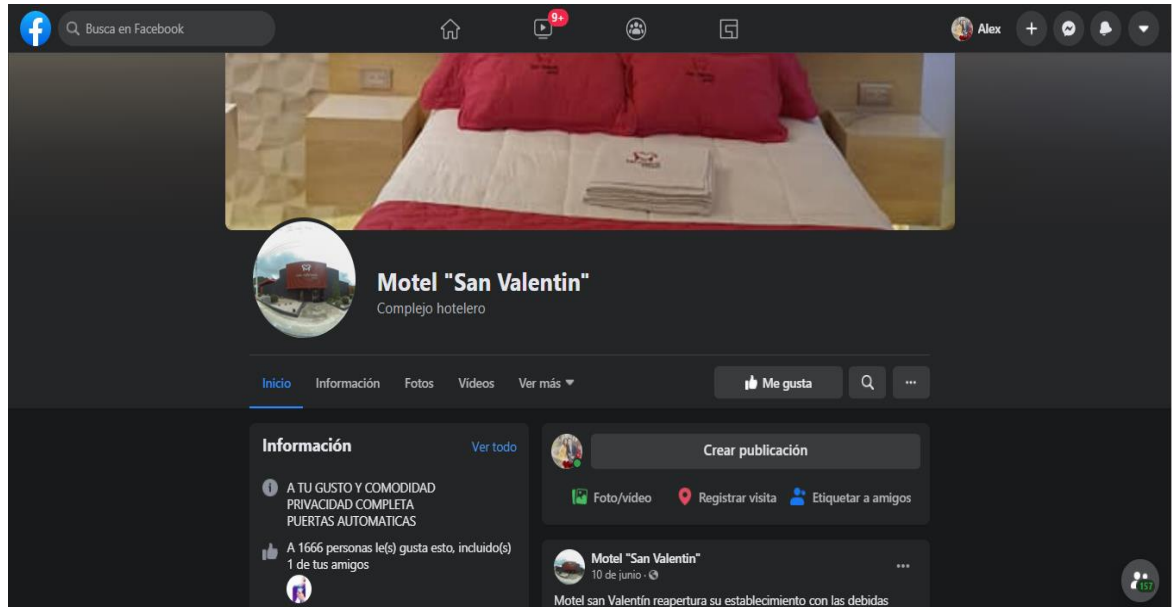 Busca en Facebook
9+
Alex
Motel "San Valentin"
Complejo hotelero
Inicio Información Fotos Vídeos Ver más
Me gusta
Información Ver todo
A TU GUSTO Y COMODIDAD
PRIVACIDAD COMPLETA
PUERTAS AUTOMATICAS
A 1666 personas le(s) gusta esto, incluido(s)
1 de tus amigos
Crear publicación
Foto/vídeo Registrar visita Etiquetar a amigos
Motel "San Valentin"
10 de junio ·
Motel san Valentín reapertura su establecimiento con las debidas
157